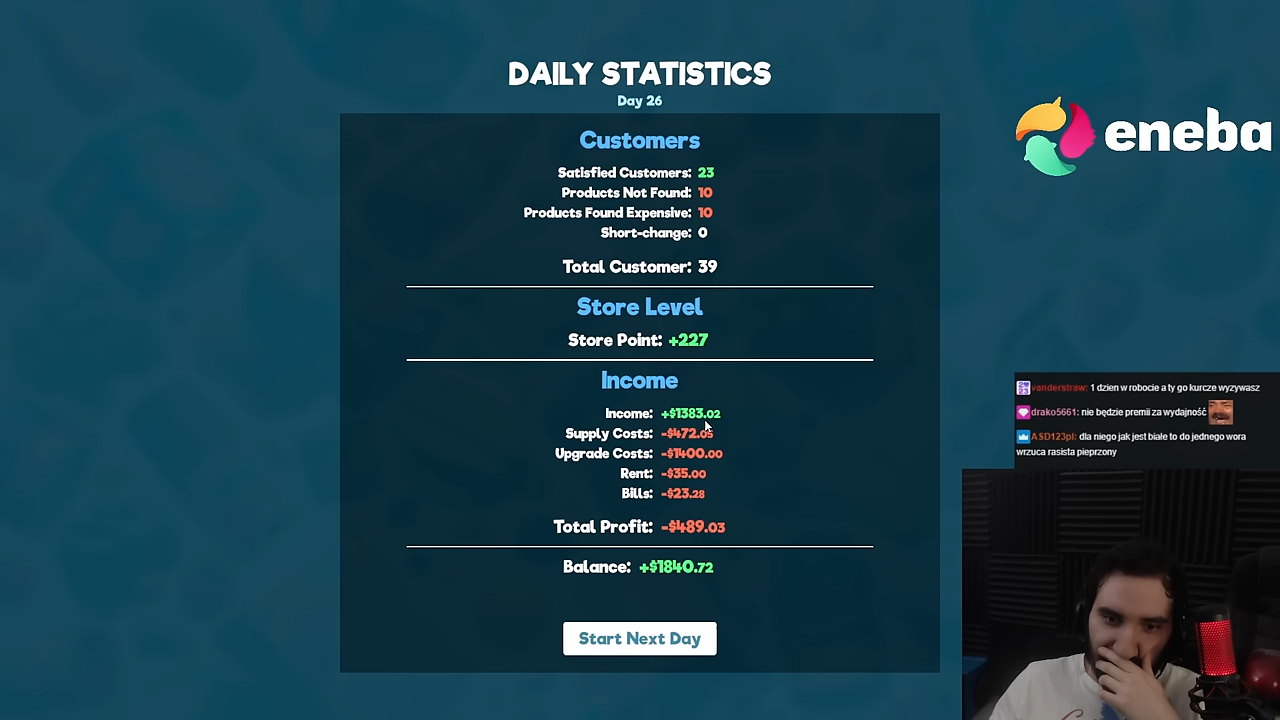 DAILY STATISTICS
Day 26
eneba
Customers
Satisfied Customers: 23
Products Not Found: 10
Products Found Expensive: 10
Short-change: 0
Total Customer: 39
Store Level
Store Point: +227
Income
Income: +$1383.02
Supply Costs: -$472.05
Upgrade Costs: -$1400.00
Rent: -$35.00
Bills: -$23.28
Total Profit: -$489.03
Balance: +$1840.72
Start Next Day
vanderstraw: 1 dzien w robocie a ty go kurcze wyzywasz
drako5661: nie będzie premii za wydajność
ASD123pl: dla niego jak jest białe to do jednego wora
wrzuca rasista pieprzony